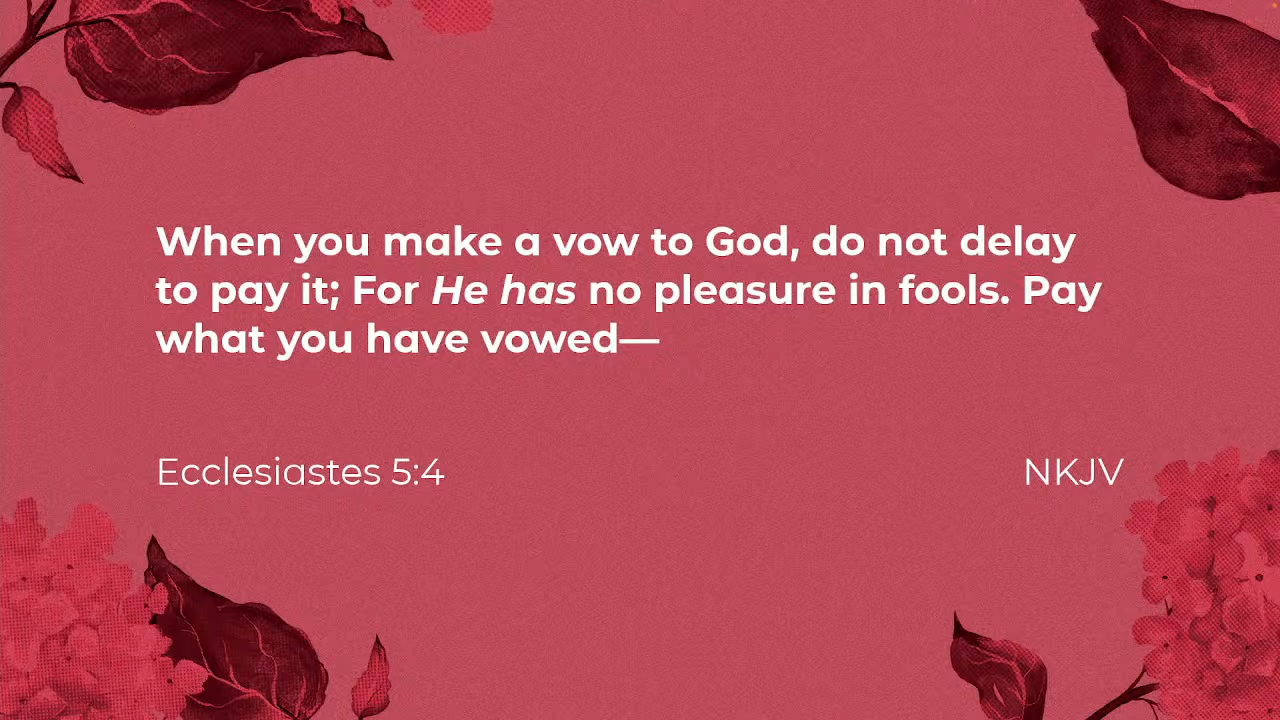 When you make a vow to God, do not delay
to pay it; For He has no pleasure in fools. Pay
what you have vowed—
Ecclesiastes 5:4
NKJV